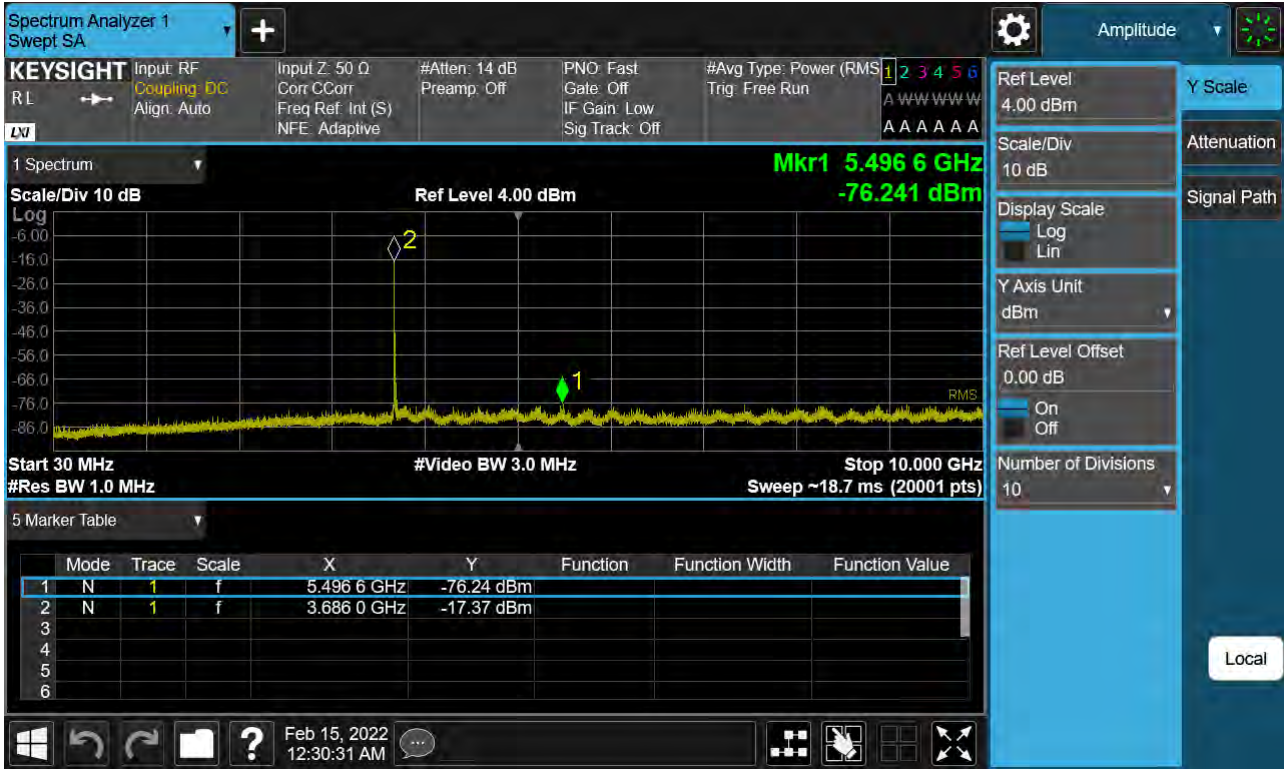 Spectrum Analyzer 1
Swept SA
Amplitude
KEYSIGHT
RL
LXI
Input: RF
Coupling: DC
Align: Auto
Input Z: 50 Ω
Corr CCorr
Freq Ref: Int (S)
NFE: Adaptive
#Atten: 14 dB
Preamp: Off
PNO: Fast
Gate: Off
IF Gain: Low
Sig Track: Off
#Avg Type: Power (RMS
Trig: Free Run
1 2 3 4 5 6
A W W W W W
A A A A A A
1 Spectrum
Mkr1 5.496 6 GHz
-76.241 dBm
Scale/Div 10 dB
Ref Level 4.00 dBm
Log
-6.00
-16.0
-26.0
-36.0
-46.0
-56.0
-66.0
-76.0
-86.0
2
1
RMS
Start 30 MHz
#Video BW 3.0 MHz
Stop 10.000 GHz
#Res BW 1.0 MHz
Sweep ~18.7 ms (20001 pts)
5 Marker Table
Mode Trace Scale X Y Function Function Width Function Value
1 N 1 f 5.496 6 GHz -76.24 dBm
2 N 1 f 3.686 0 GHz -17.37 dBm
3
4
5
6
Feb 15, 2022
12:30:31 AM
Ref Level
4.00 dBm
Scale/Div
10 dB
Display Scale
Log
Lin
Y Axis Unit
dBm
Ref Level Offset
0.00 dB
On
Off
Number of Divisions
10
Y Scale
Attenuation
Signal Path
Local